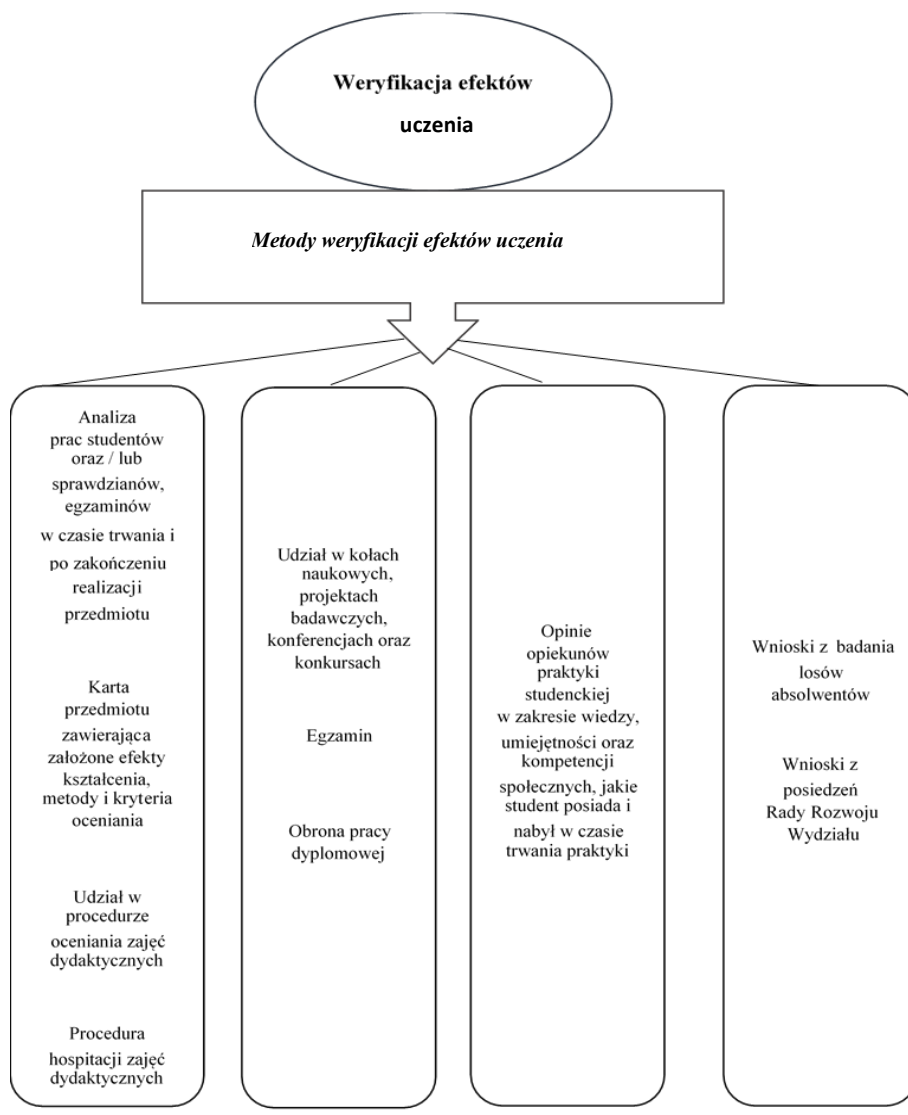 Weryfikacja efektów
uczenia
Metody weryfikacji efektów uczenia
Analiza
prac studentów
oraz / lub
sprawdzianów,
egzaminów
w czasie trwania i
po zakończeniu
realizacji
przedmiotu
Karta
przedmiotu
zawierająca
założone efekty
kształcenia,
metody i kryteria
oceniania
Udział w
procedurze
oceniania zajęć
dydaktycznych
Procedura
hospitacji zajęć
dydaktycznych
Udział w kołach
naukowych,
projektach
badawczych,
konferencjach oraz
konkursach
Egzamin
Obrona pracy
dyplomowej
Opinie
opiekunów
praktyki
studenckiej
w zakresie wiedzy,
umiejętności oraz
kompetencji
społecznych, jakie
student posiada i
nabył w czasie
trwania praktyki
Wnioski z badania
losów
absolwentów
Wnioski z
posiedzeń
Rady Rozwoju
Wydziału